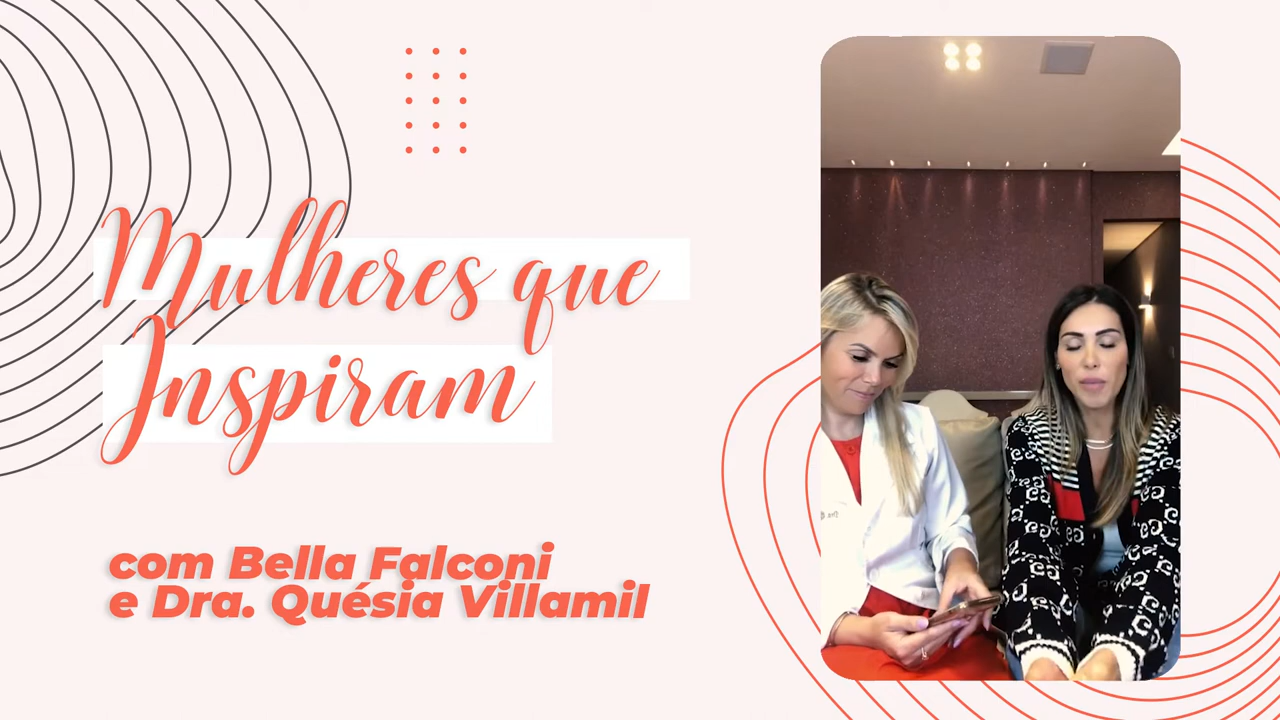 Mulheres que
Inspiram
com Bella Falconi
e Dra. Quésia Villamil